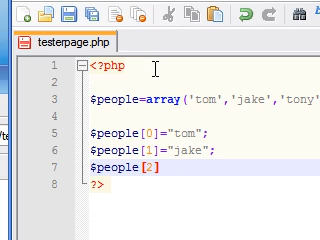 testerpage.php
1 <?php
2
3 $people=array('tom','jake','tony'
4
5 $people[0]="tom";
6 $people[1]="jake";
7 $people[2]
8 ?>